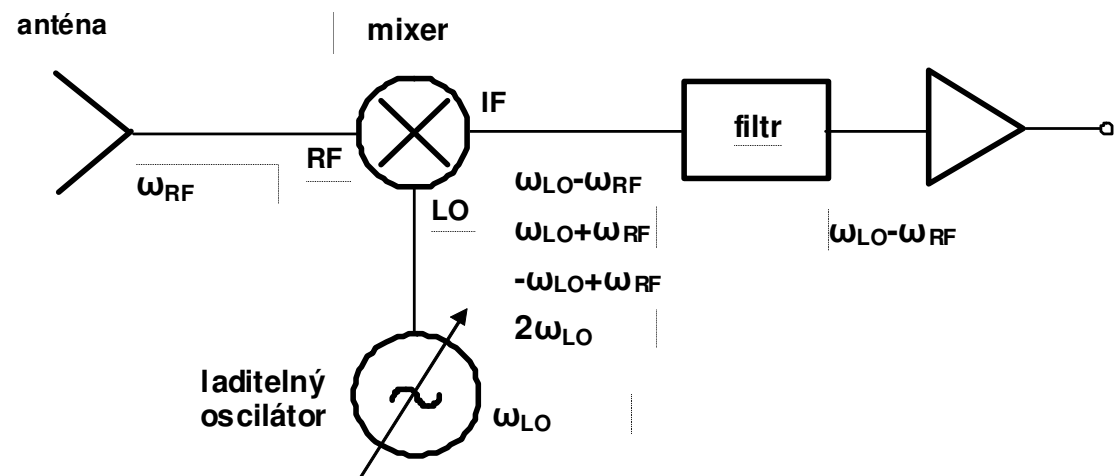 anténa
mixer
IF
filtr
RF
ωRF
LO
ωLO-ωRF
ωLO+ωRF
-ωLO+ωRF
2ωLO
ωLO-ωRF
laditelný
oscilátor
ωLO